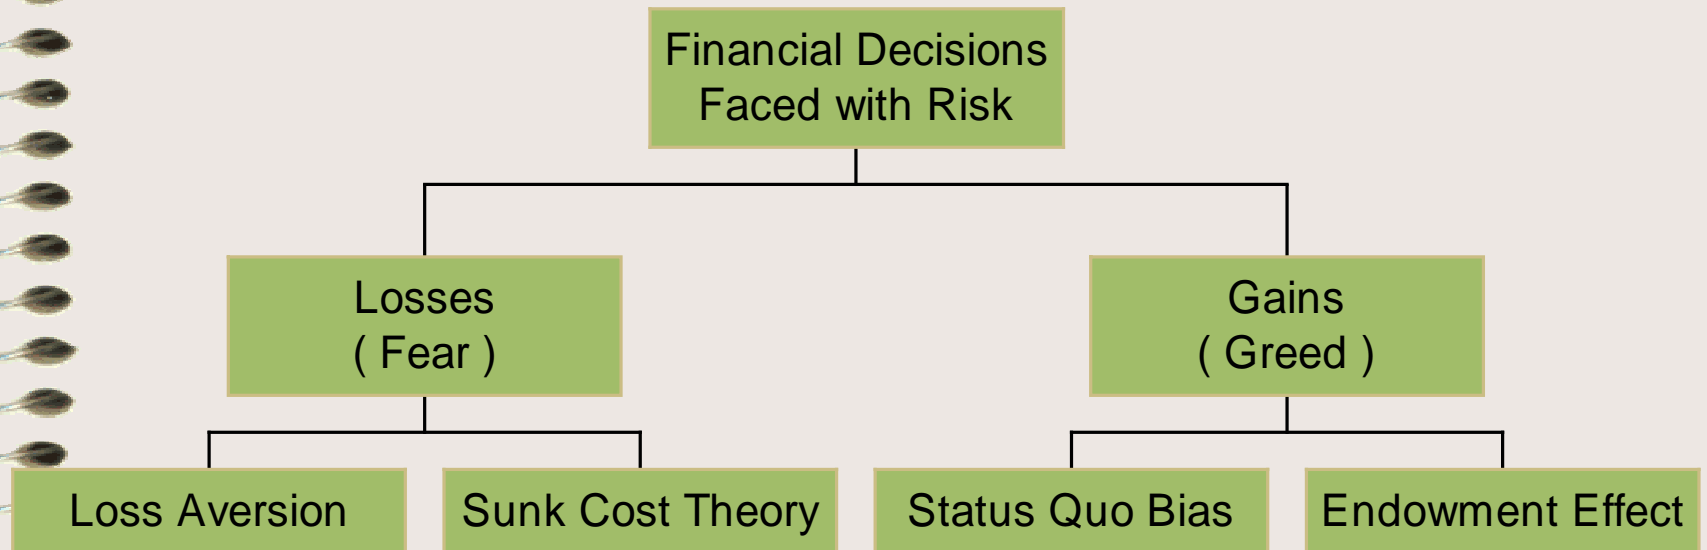 Financial Decisions
Faced with Risk
Losses
( Fear )
Gains
( Greed )
Loss Aversion
Sunk Cost Theory
Status Quo Bias
Endowment Effect